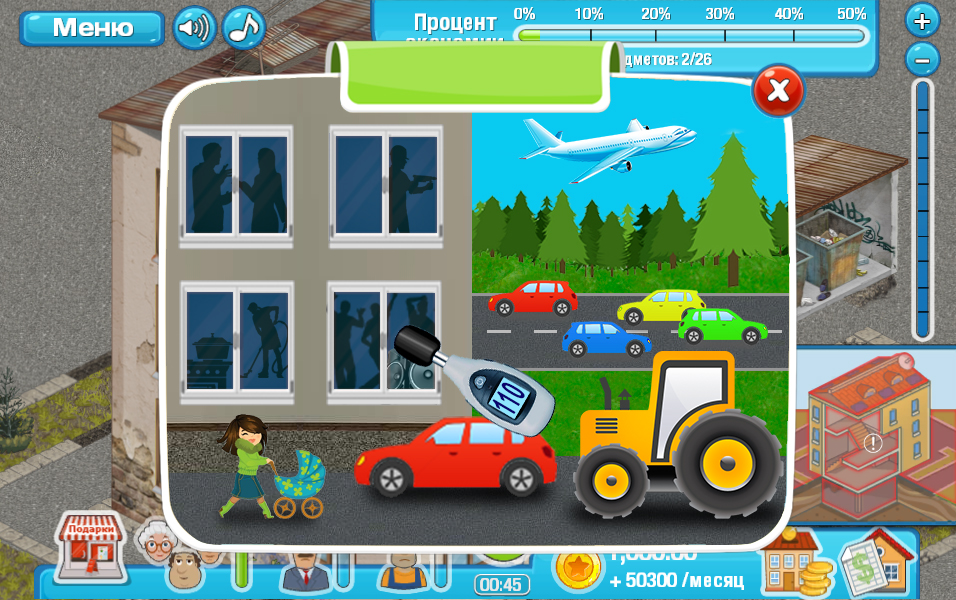 Меню
Процент
0% 10% 20% 30% 40% 50%
дметов: 2/26
110
Подарки
00:45
+ 50300 /месяц